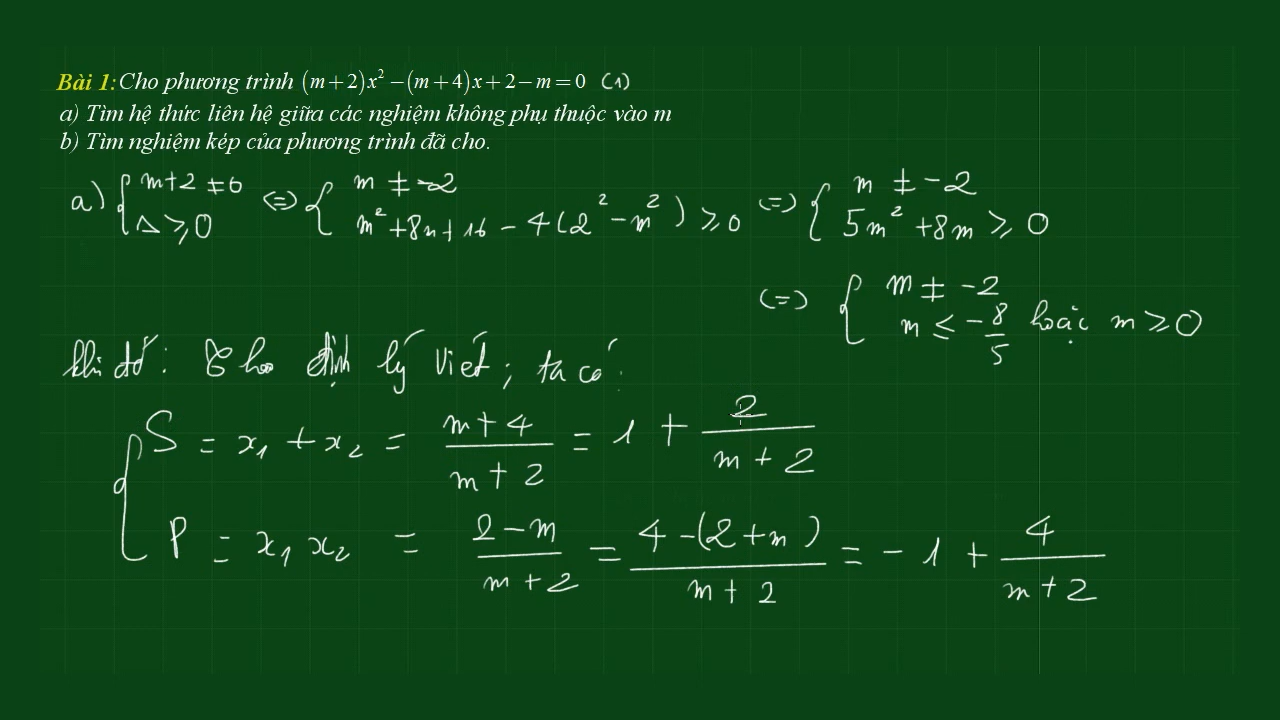 Bài 1: Cho phương trình (m+2)x² −(m+4)x+2−m=0 (1)
a) Tìm hệ thức liên hệ giữa các nghiệm không phụ thuộc vào m
b) Tìm nghiệm kép của phương trình đã cho.
a) { m+2 ≠ 0 ; Δ ≥ 0 <=> { m ≠ -2 ; m² + 8m + 16 - 4(2² - m²) ≥ 0 <=> { m ≠ -2 ; 5m² + 8m ≥ 0
<=> { m ≠ -2 ; m ≤ -8/5 hoặc m ≥ 0
khi đó: Theo định lý Viét; ta có:
{ S = x₁ + x₂ = (m+4)/(m+2) = 1 + 2/(m+2)
P = x₁ x₂ = (2-m)/(m+2) = (4-(2+m))/(m+2) = -1 + 4/(m+2)